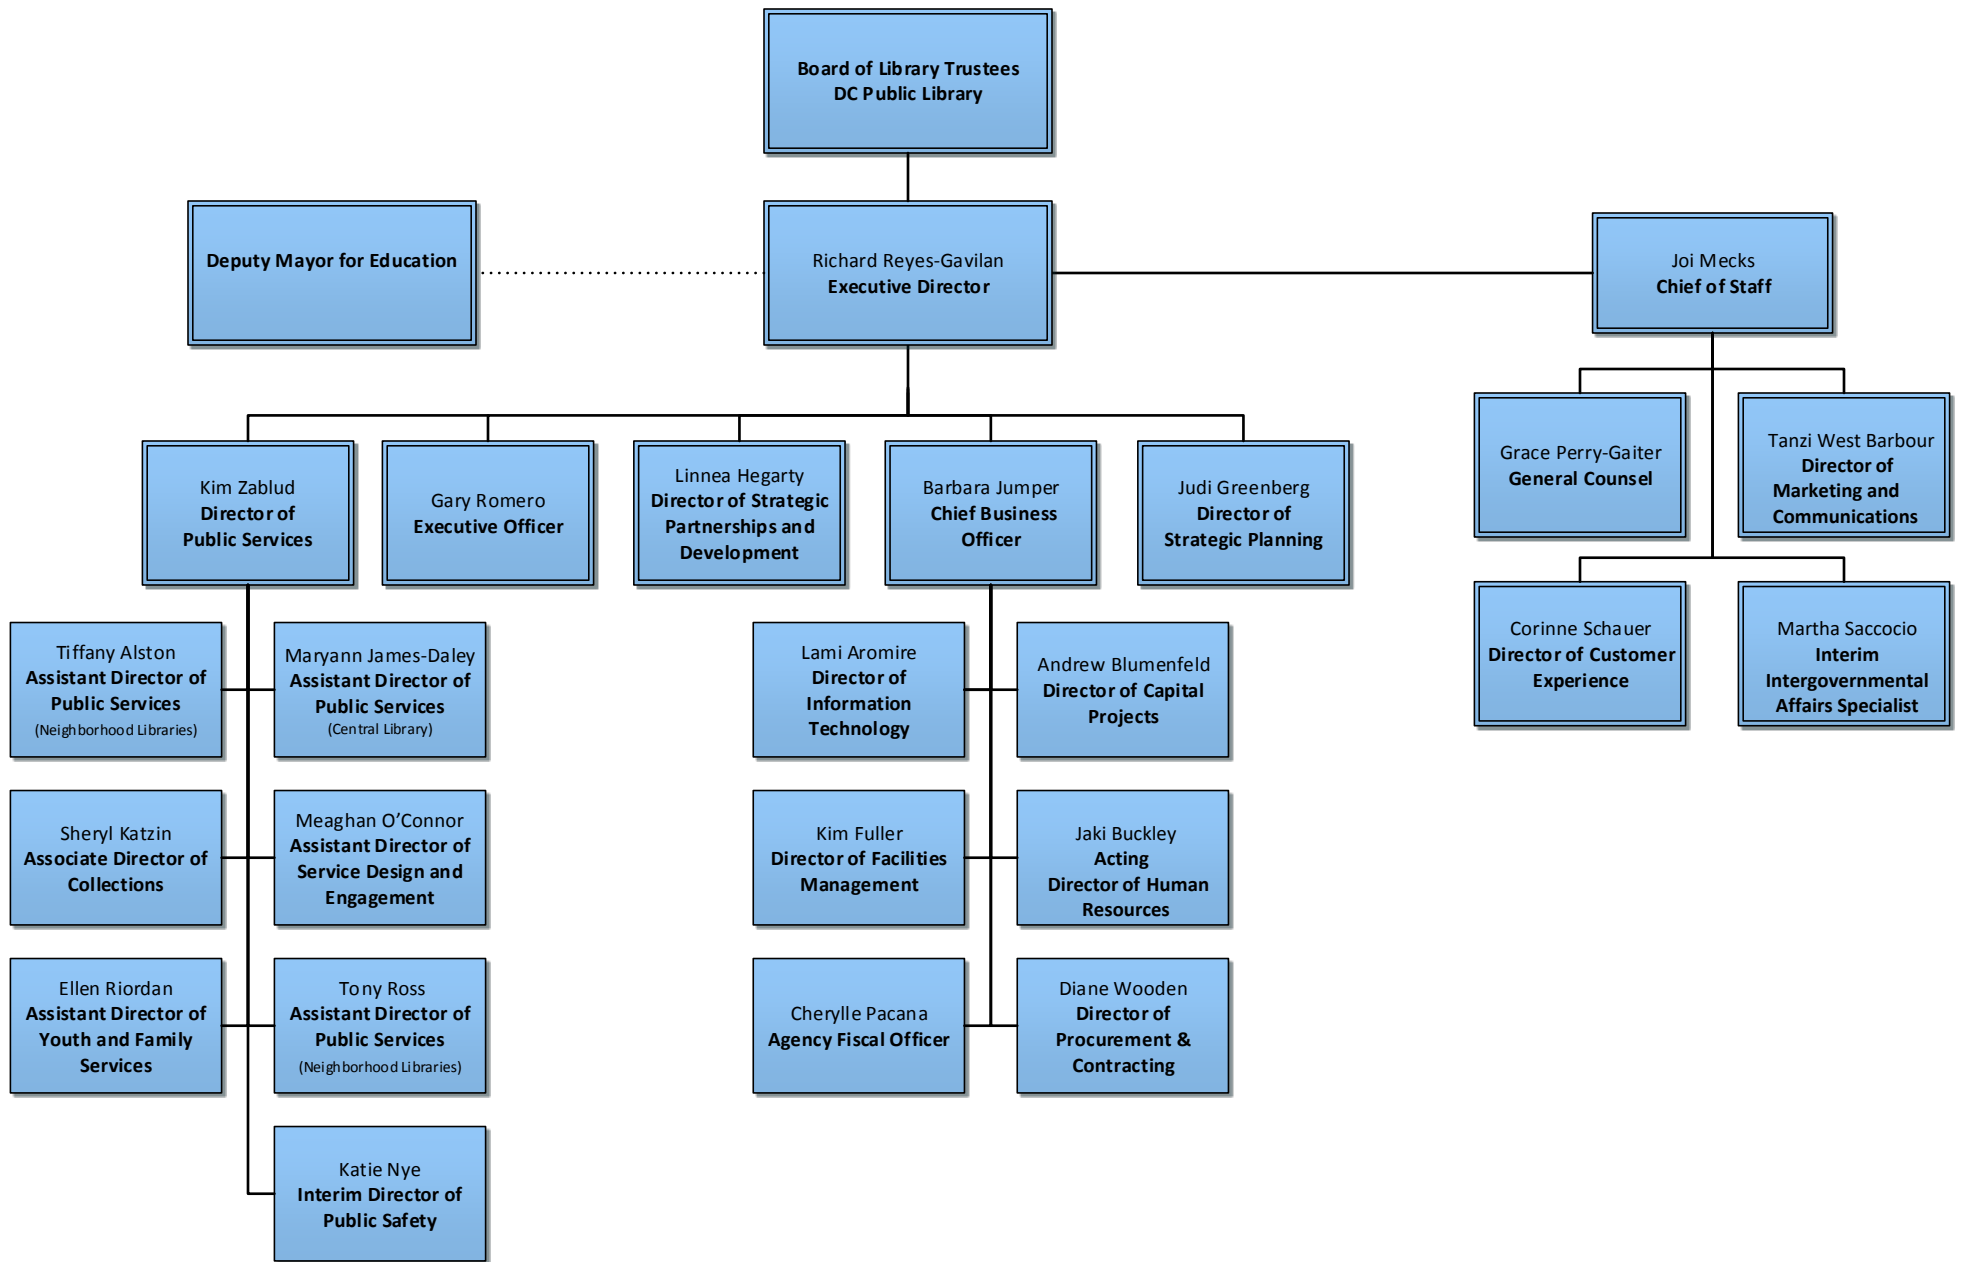 Board of Library Trustees
DC Public Library
Deputy Mayor for Education
Richard Reyes-Gavilan
Executive Director
Joi Mecks
Chief of Staff
Grace Perry-Gaiter
General Counsel
Tanzi West Barbour
Director of
Marketing and
Communications
Kim Zablud
Director of
Public Services
Gary Romero
Executive Officer
Linnea Hegarty
Director of Strategic
Partnerships and
Development
Barbara Jumper
Chief Business
Officer
Judi Greenberg
Director of
Strategic Planning
Corinne Schauer
Director of Customer
Experience
Martha Saccocio
Interim
Intergovernmental
Affairs Specialist
Tiffany Alston
Assistant Director of
Public Services
(Neighborhood Libraries)
Maryann James-Daley
Assistant Director of
Public Services
(Central Library)
Lami Aromire
Director of
Information
Technology
Andrew Blumenfeld
Director of Capital
Projects
Sheryl Katzin
Associate Director of
Collections
Meaghan O’Connor
Assistant Director of
Service Design and
Engagement
Kim Fuller
Director of Facilities
Management
Jaki Buckley
Acting
Director of Human
Resources
Ellen Riordan
Assistant Director of
Youth and Family
Services
Tony Ross
Assistant Director of
Public Services
(Neighborhood Libraries)
Cherylle Pacana
Agency Fiscal Officer
Diane Wooden
Director of
Procurement &
Contracting
Katie Nye
Interim Director of
Public Safety